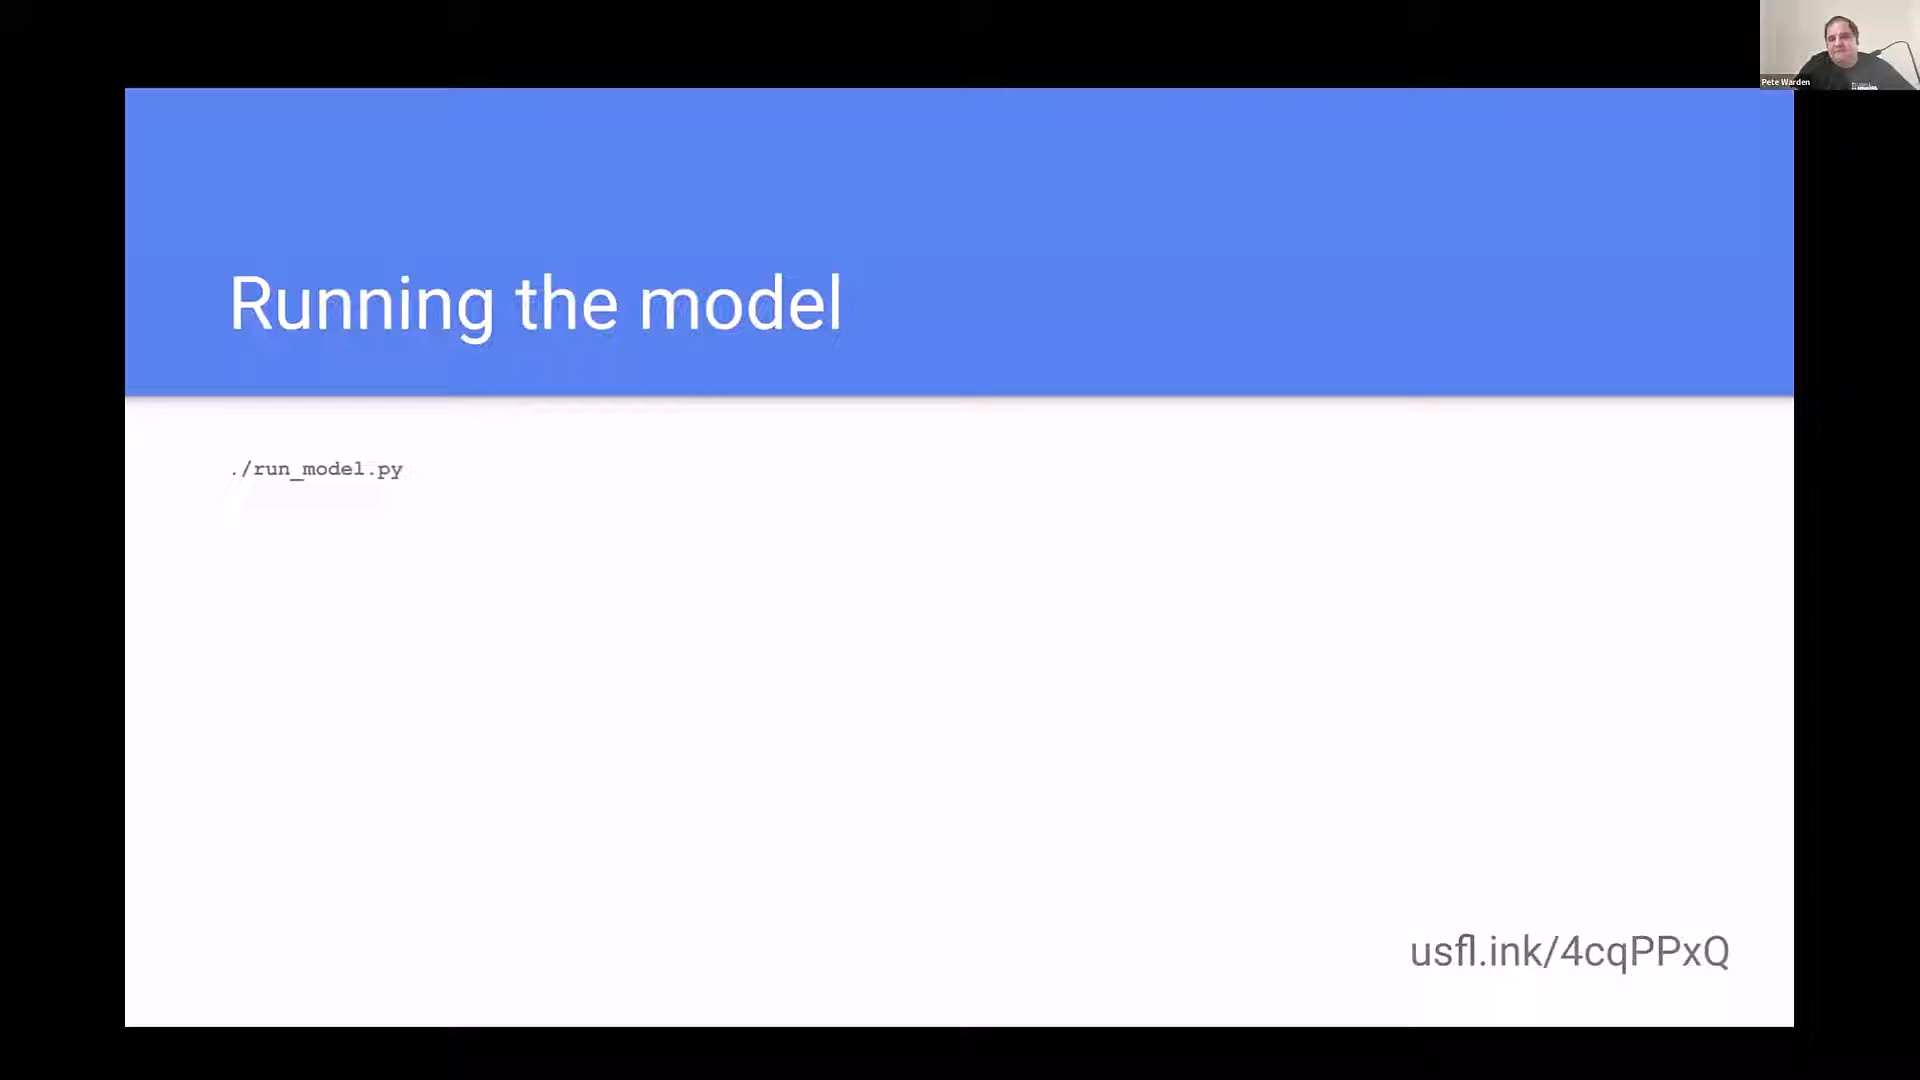 Pete Warden
Running the model
./run_model.py
usfl.ink/4cqPPxQ